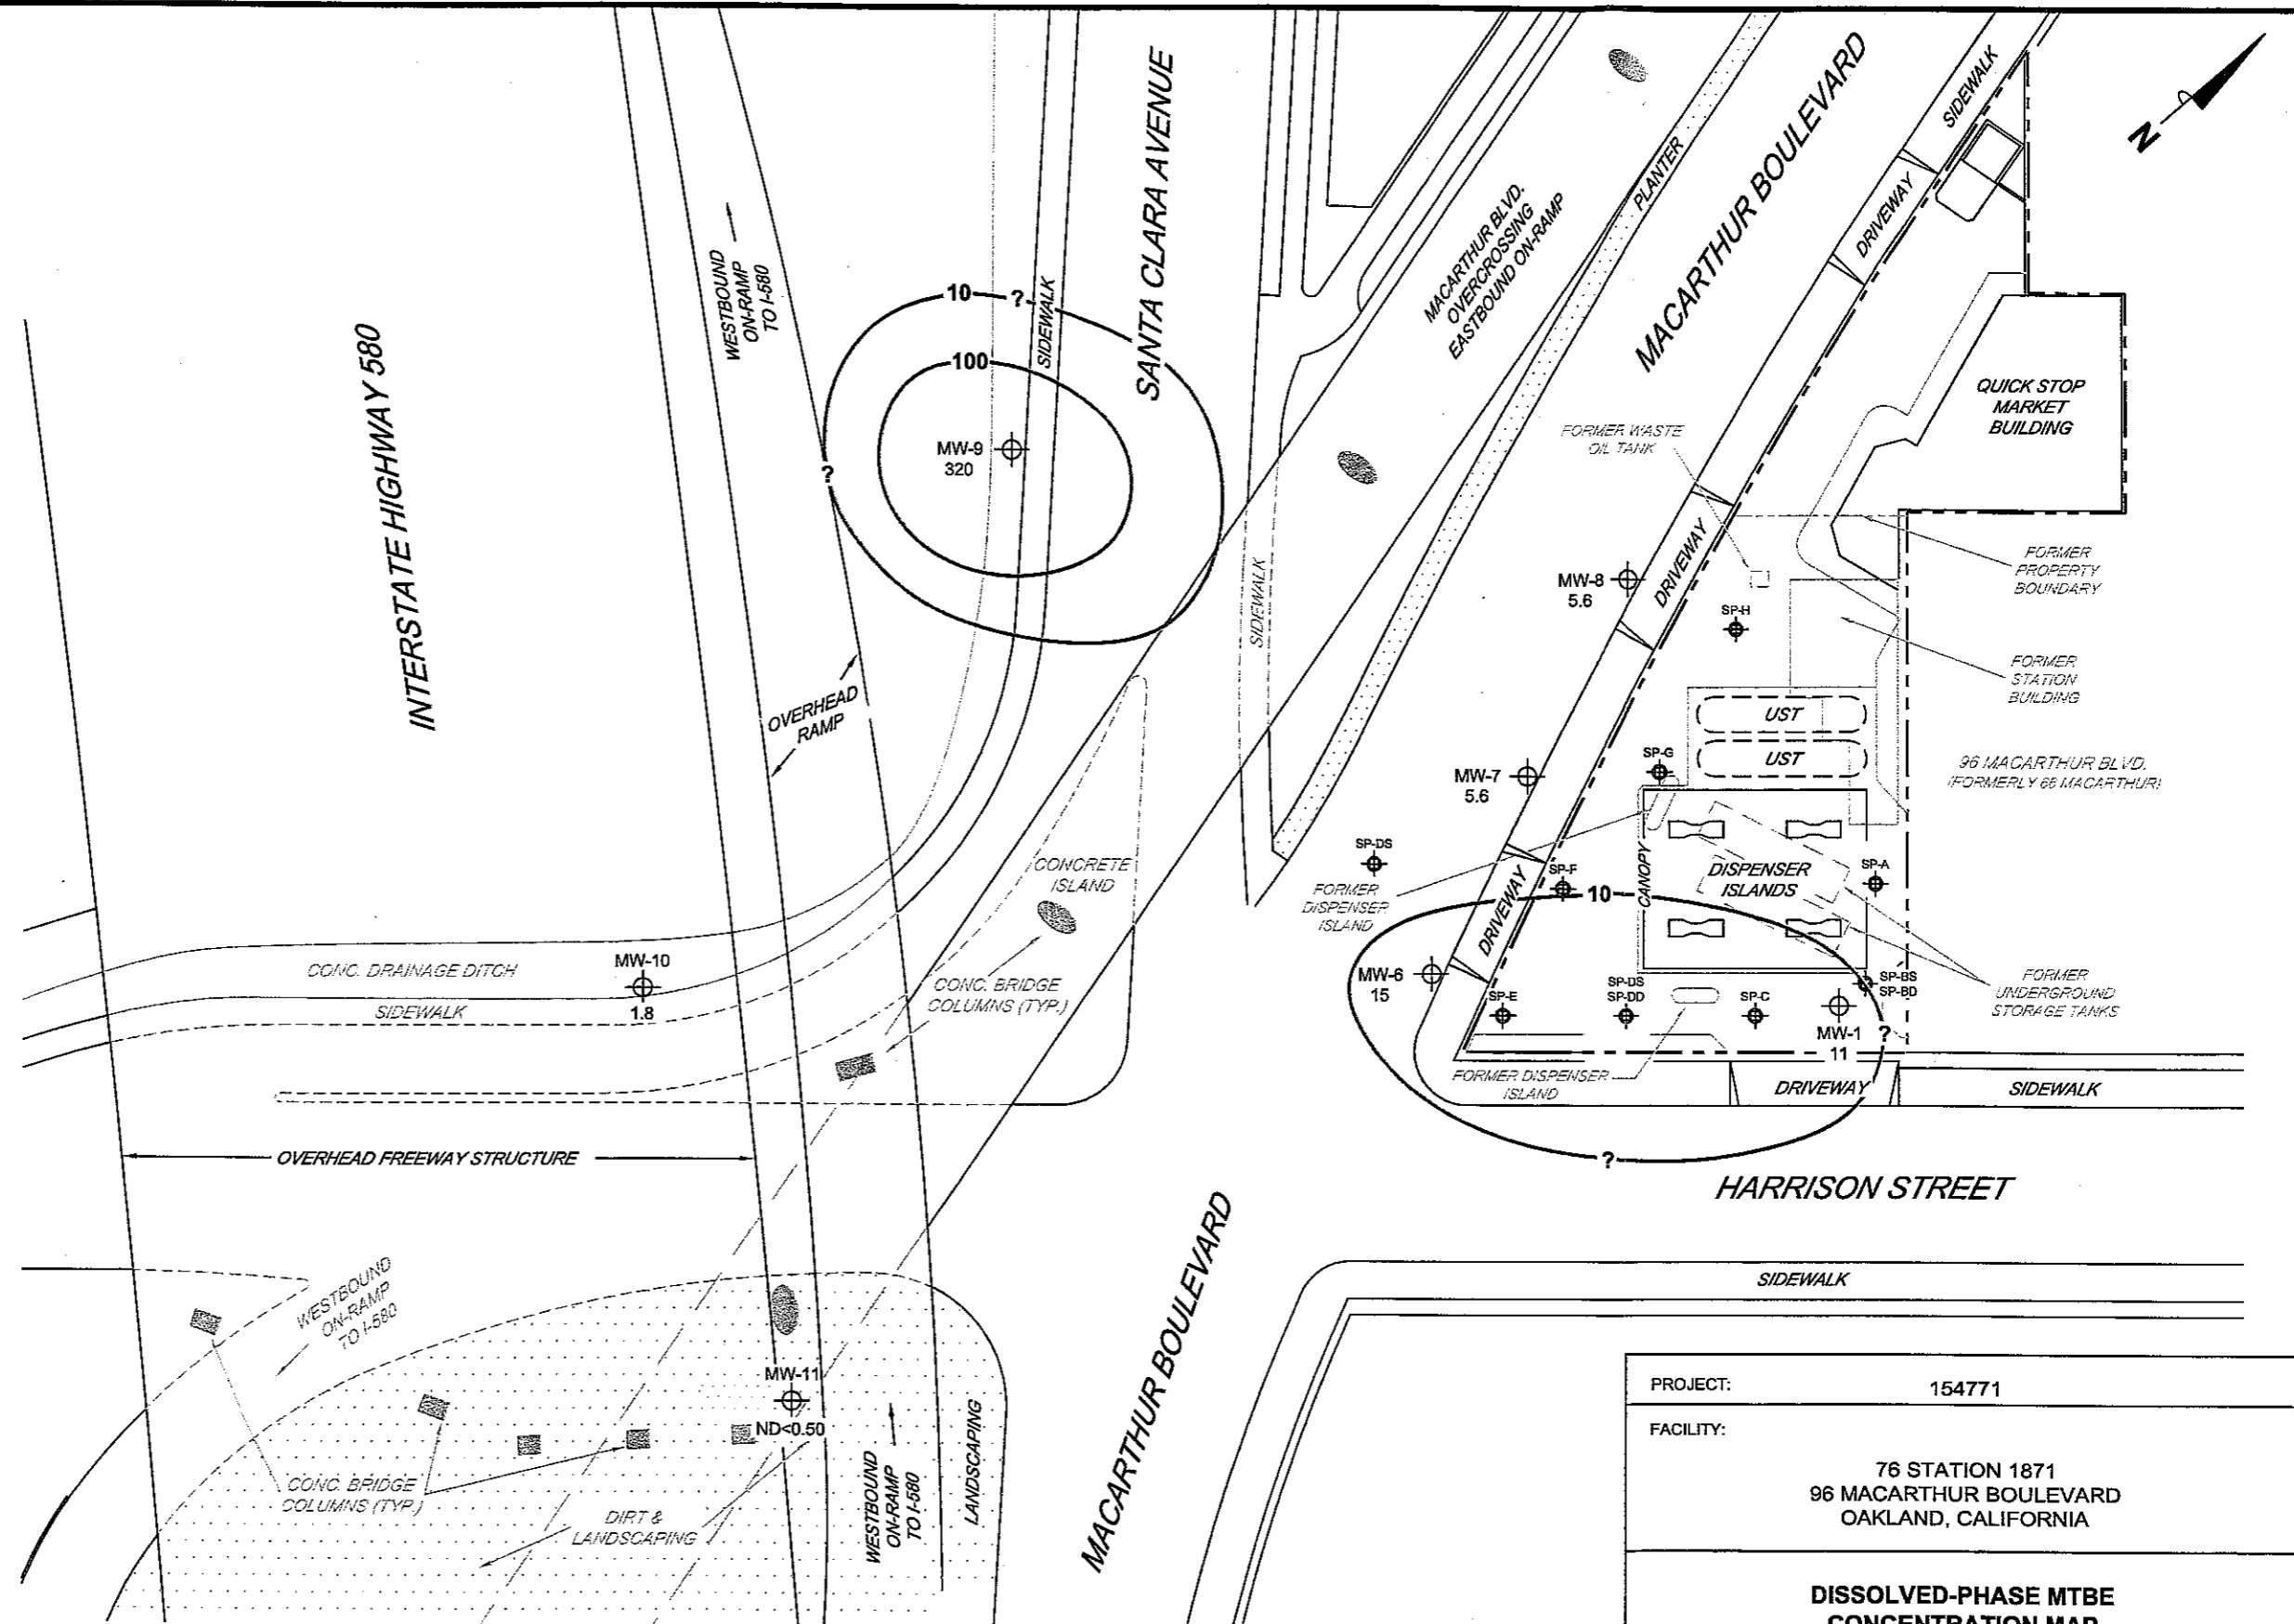 INTERSTATE HIGHWAY 580
WESTBOUND
ON-RAMP
TO I-580
SANTA CLARA AVENUE
SIDEWALK
10
?
100
?
MW-9
320
OVERHEAD
RAMP
MACARTHUR BLVD.
OVERCROSSING
EASTBOUND ON-RAMP
PLANTER
MACARTHUR BOULEVARD
SIDEWALK
DRIVEWAY
N
QUICK STOP
MARKET
BUILDING
FORMER WASTE
OIL TANK
DRIVEWAY
FORMER
PROPERTY
BOUNDARY
MW-8
5.6
SP-H
SIDEWALK
FORMER
STATION
BUILDING
UST
UST
SP-G
MW-7
5.6
96 MACARTHUR BLVD.
(FORMERLY 66 MACARTHUR)
SP-DS
FORMER
DISPENSER
ISLAND
DRIVEWAY
SP-F
10
CANOPY
DISPENSER
ISLANDS
SP-A
MW-6
15
SP-E
SP-DS
SP-DD
SP-C
SP-BS
SP-BD
MW-1
11
?
FORMER
UNDERGROUND
STORAGE TANKS
FORMER DISPENSER
ISLAND
DRIVEWAY
SIDEWALK
?
HARRISON STREET
CONCRETE
ISLAND
CONC. BRIDGE
COLUMNS (TYP.)
CONC. DRAINAGE DITCH
SIDEWALK
MW-10
1.8
OVERHEAD FREEWAY STRUCTURE
WESTBOUND
ON-RAMP
TO I-580
MW-11
ND<0.50
CONC. BRIDGE
COLUMNS (TYP.)
DIRT &
LANDSCAPING
WESTBOUND
ON-RAMP
TO I-580
LANDSCAPING
MACARTHUR BOULEVARD
SIDEWALK
PROJECT:
154771
FACILITY:
76 STATION 1871
96 MACARTHUR BOULEVARD
OAKLAND, CALIFORNIA
DISSOLVED-PHASE MTBE
CONCENTRATION MAP